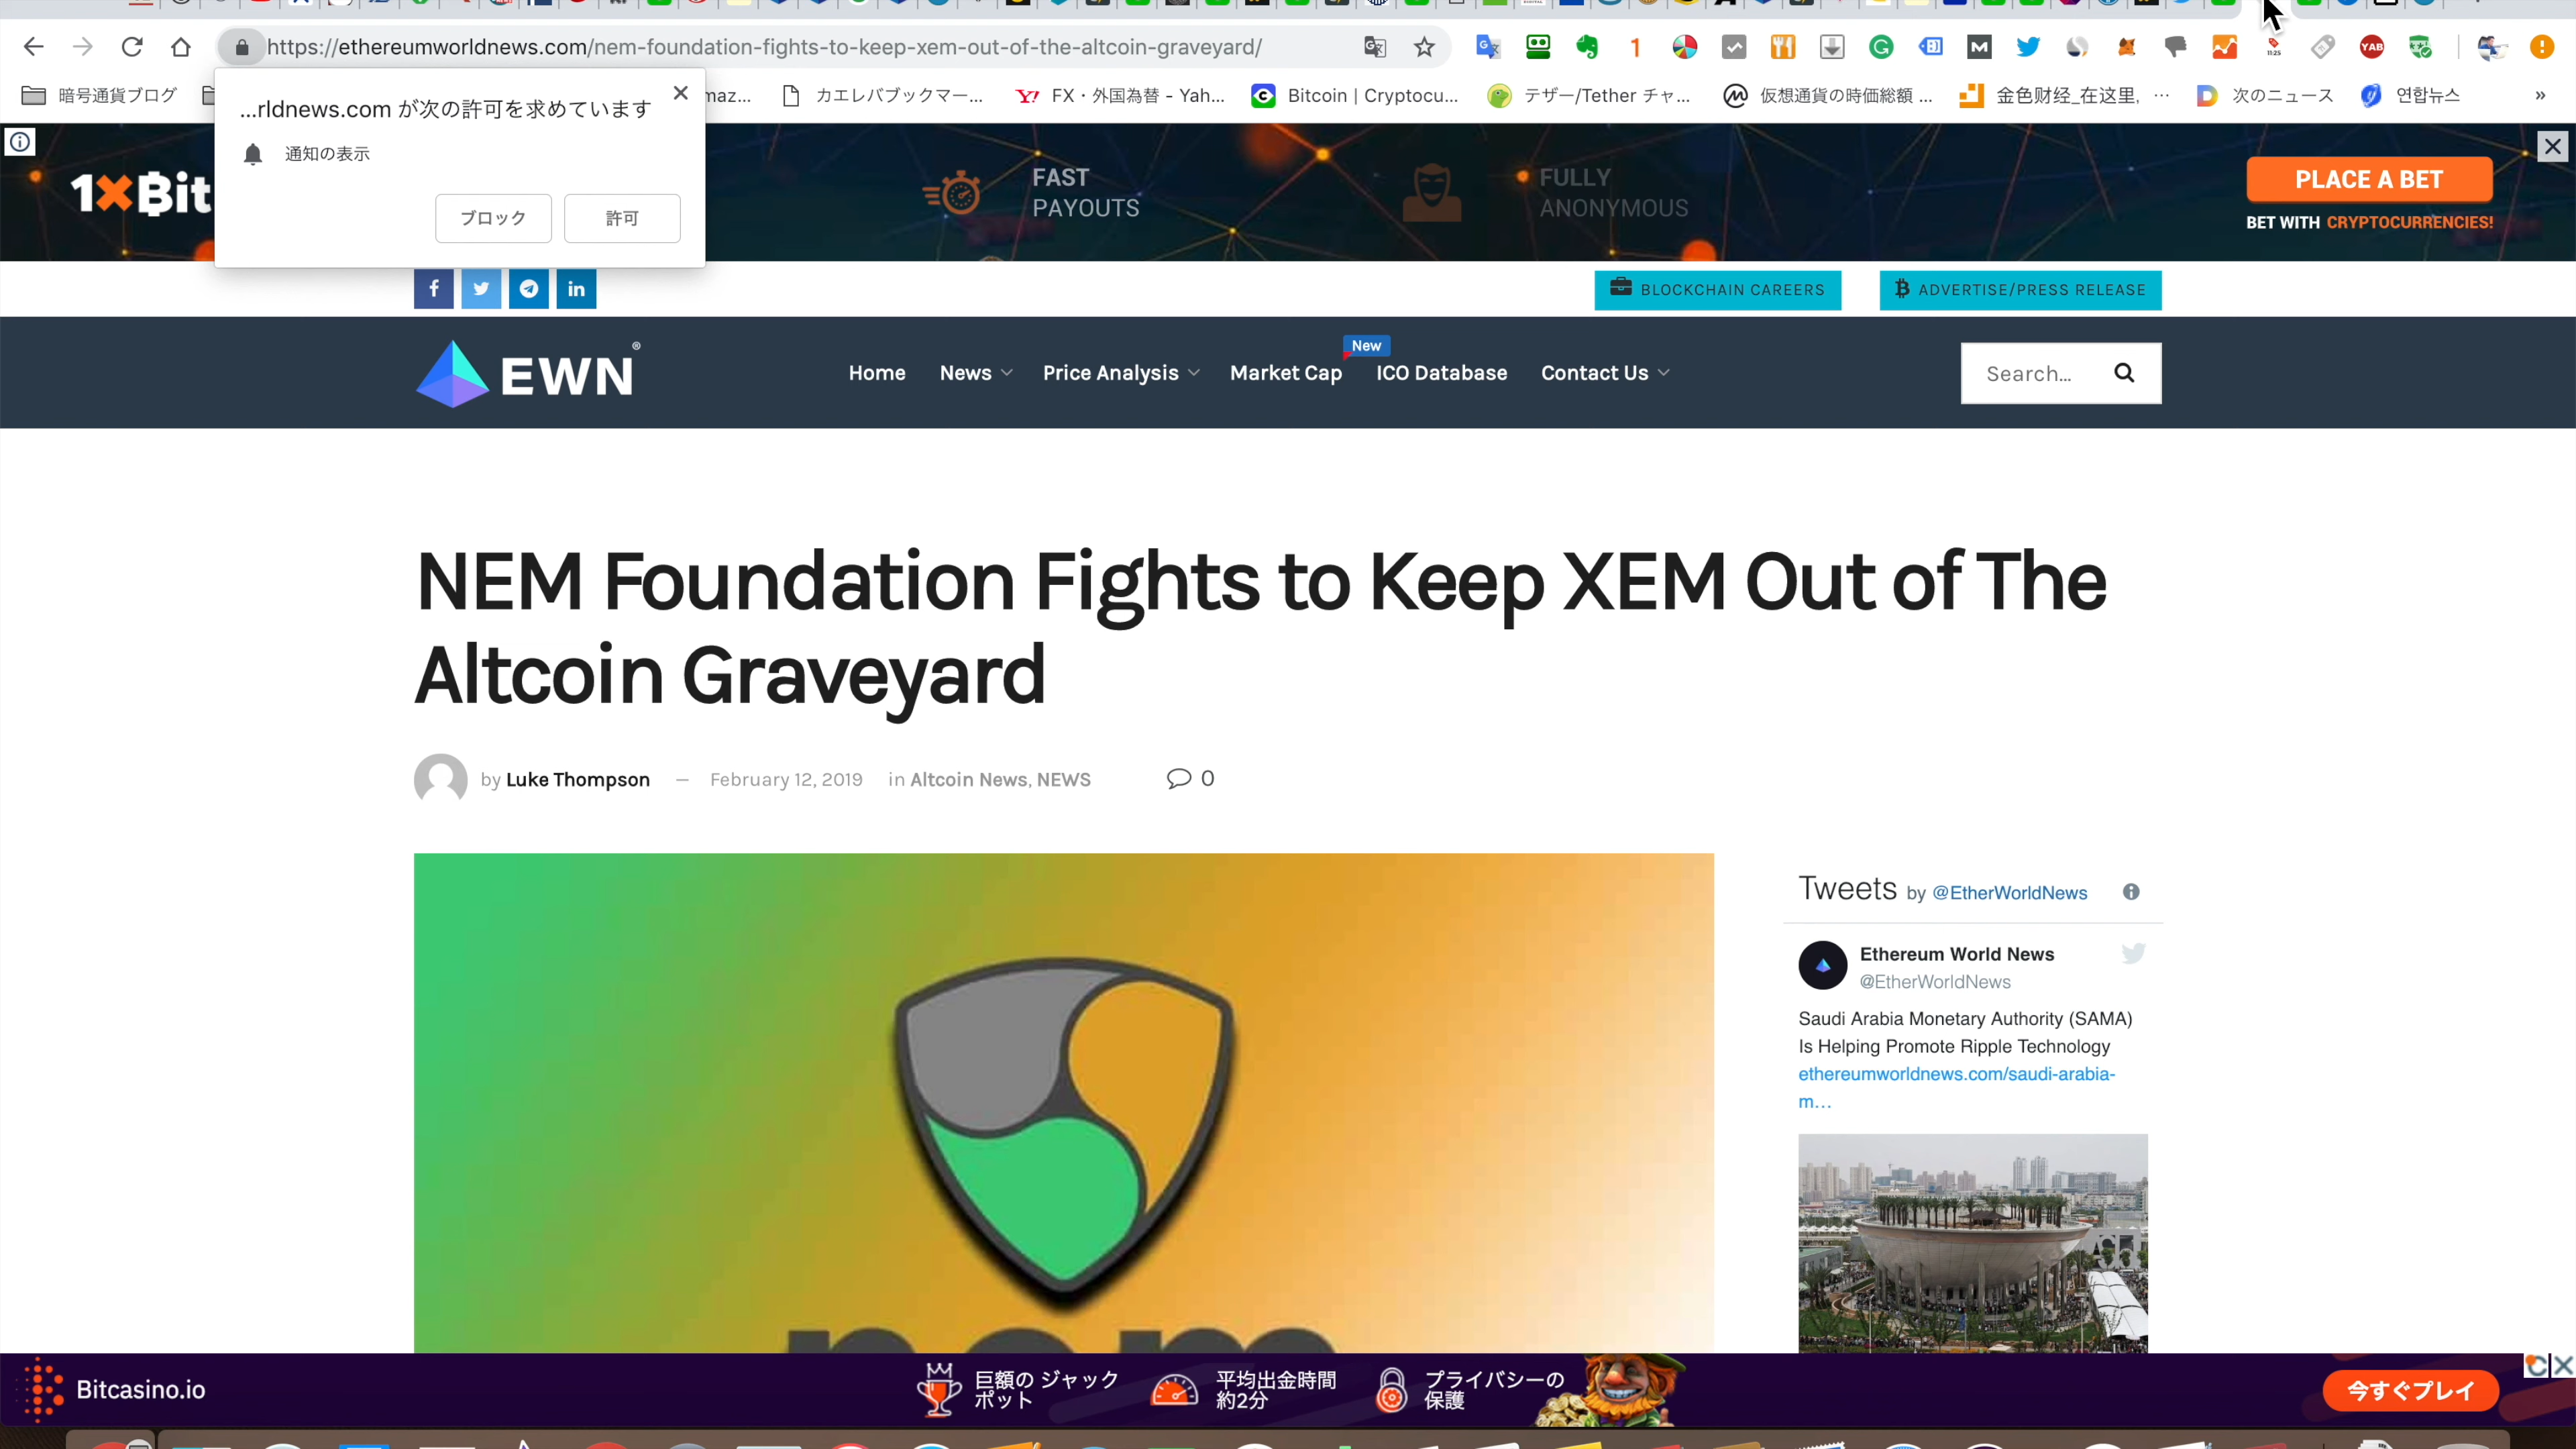 https://ethereumworldnews.com/nem-foundation-fights-to-keep-xem-out-of-the-altcoin-graveyard/
暗号通貨ブログ
maz...
カエレバブックマー...
FX・外国為替 - Yah...
Bitcoin | Cryptocu...
テザー/Tether チャ...
仮想通貨の時価総額 ...
金色财经_在这里, ...
次のニュース
연합뉴스
»
...rldnews.com が次の許可を求めています
通知の表示
ブロック
許可
1xBit
FAST
PAYOUTS
FULLY
ANONYMOUS
PLACE A BET
BET WITH CRYPTOCURRENCIES!
BLOCKCHAIN CAREERS
ADVERTISE/PRESS RELEASE
EWN®
Home
News
Price Analysis
Market Cap
New
ICO Database
Contact Us
Search...
NEM Foundation Fights to Keep XEM Out of The
Altcoin Graveyard
by Luke Thompson — February 12, 2019 in Altcoin News, NEWS 0
Tweets by @EtherWorldNews
Ethereum World News
@EtherWorldNews
Saudi Arabia Monetary Authority (SAMA)
Is Helping Promote Ripple Technology
ethereumworldnews.com/saudi-arabia-
m…
nem
Bitcasino.io
巨額の ジャック
ポット
平均出金時間
約2分
プライバシーの
保護
今すぐプレイ